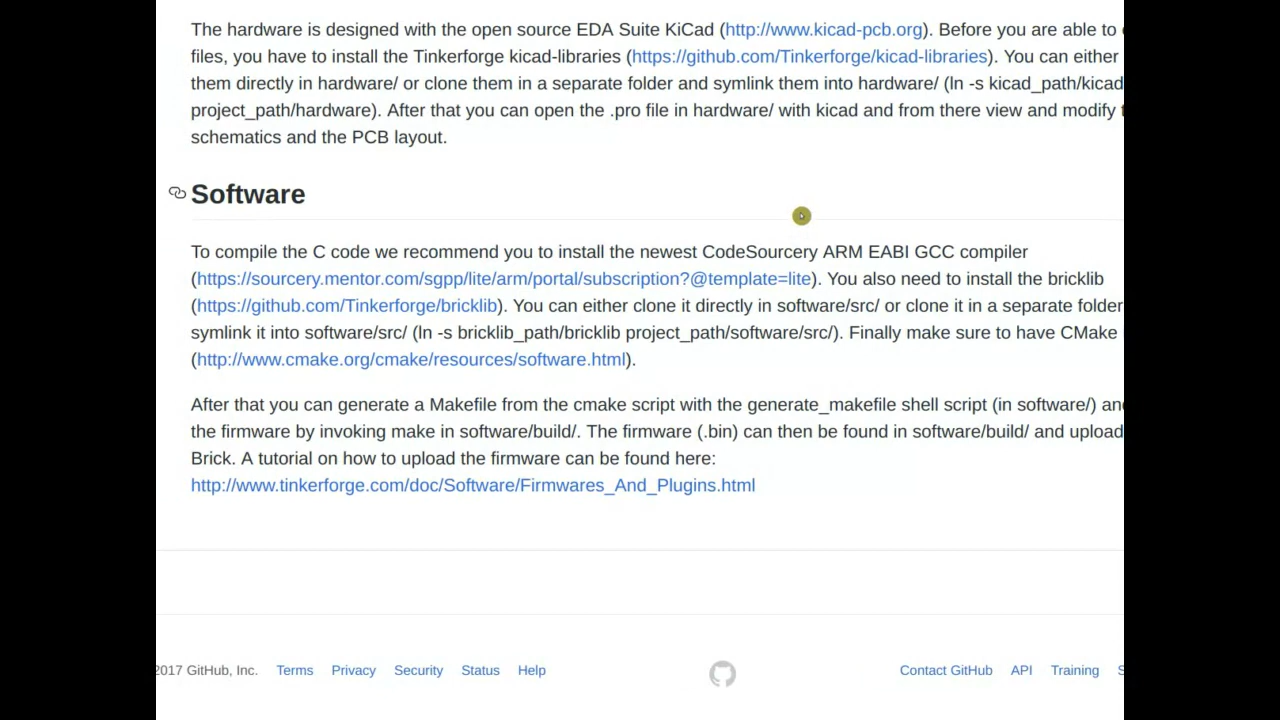 The hardware is designed with the open source EDA Suite KiCad (http://www.kicad-pcb.org). Before you are able to
files, you have to install the Tinkerforge kicad-libraries (https://github.com/Tinkerforge/kicad-libraries). You can either
them directly in hardware/ or clone them in a separate folder and symlink them into hardware/ (ln -s kicad_path/kicad
project_path/hardware). After that you can open the .pro file in hardware/ with kicad and from there view and modify
schematics and the PCB layout.
Software
To compile the C code we recommend you to install the newest CodeSourcery ARM EABI GCC compiler
(https://sourcery.mentor.com/sgpp/lite/arm/portal/subscription?@template=lite). You also need to install the bricklib
(https://github.com/Tinkerforge/bricklib). You can either clone it directly in software/src/ or clone it in a separate folder
symlink it into software/src/ (ln -s bricklib_path/bricklib project_path/software/src/). Finally make sure to have CMake
(http://www.cmake.org/cmake/resources/software.html).
After that you can generate a Makefile from the cmake script with the generate_makefile shell script (in software/)
the firmware by invoking make in software/build/. The firmware (.bin) can then be found in software/build/ and upload
Brick. A tutorial on how to upload the firmware can be found here:
http://www.tinkerforge.com/doc/Software/Firmwares_And_Plugins.html
2017 GitHub, Inc. Terms Privacy Security Status Help Contact GitHub API Training